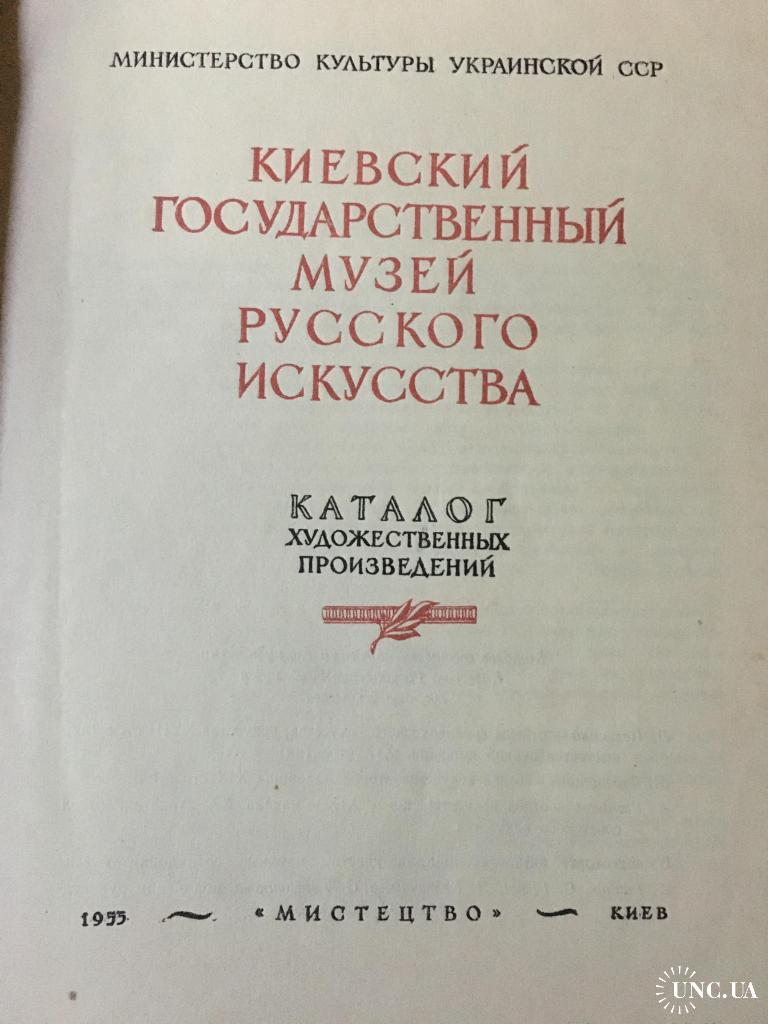 МИНИСТЕРСТВО КУЛЬТУРЫ УКРАИНСКОЙ ССР
КИЕВСКИЙ
ГОСУДАРСТВЕННЫЙ
МУЗЕЙ
РУССКОГО
ИСКУССТВА
КАТАЛОГ
ХУДОЖЕСТВЕННЫХ
ПРОИЗВЕДЕНИЙ
1955 «МИСТЕЦТВО» КИЕВ
UNC.UA